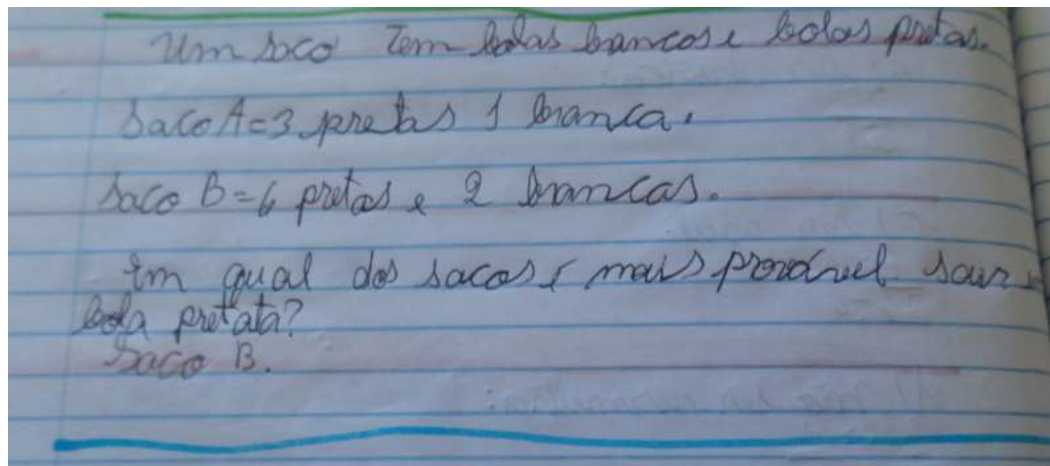 Um saco Tem bolas brancos e bolas pretas.
Saco A=3 pretas 1 branca.
Saco B=6 pretas e 2 brancas.
Em qual dos sacos é mais provável sair
bola pretata?
Saco B.